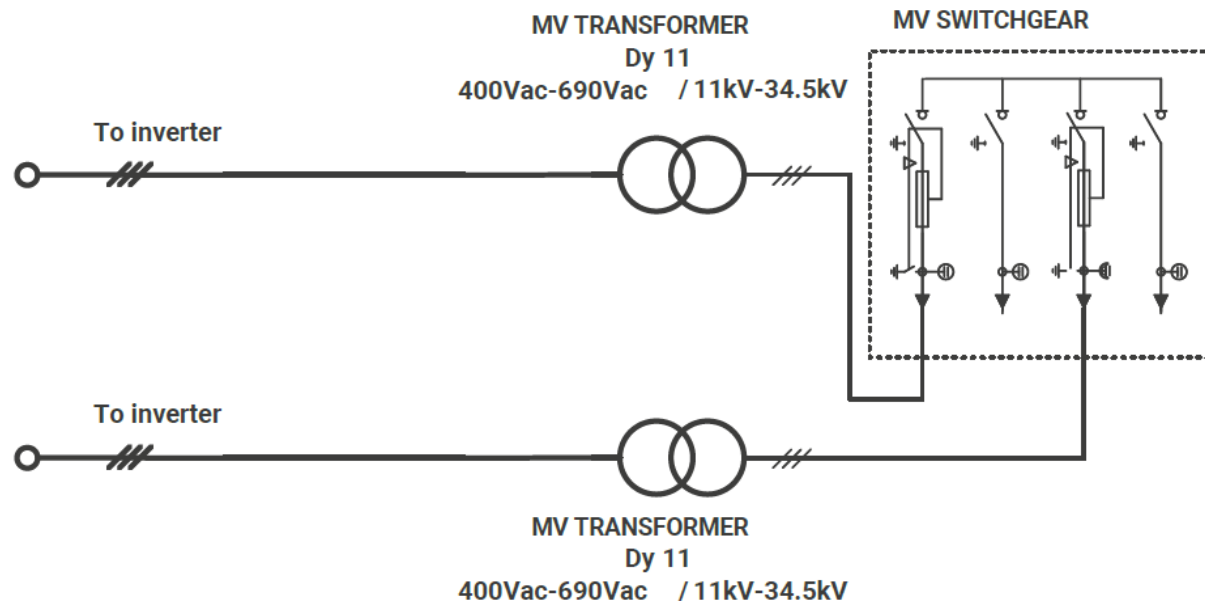 MV TRANSFORMER
Dy 11
400Vac-690Vac / 11kV-34.5kV
MV SWITCHGEAR
To inverter
To inverter
MV TRANSFORMER
Dy 11
400Vac-690Vac / 11kV-34.5kV